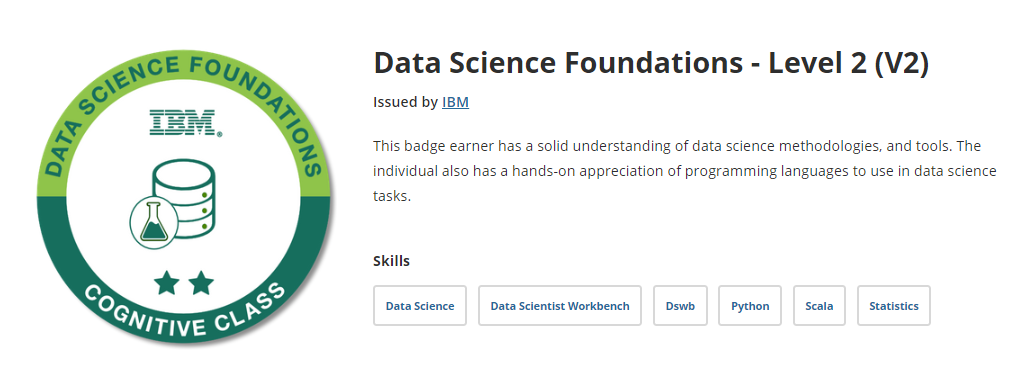 DATA SCIENCE FOUNDATIONS
IBM®
COGNITIVE CLASS
Data Science Foundations - Level 2 (V2)
Issued by IBM
This badge earner has a solid understanding of data science methodologies, and tools. The
individual also has a hands-on appreciation of programming languages to use in data science
tasks.
Skills
Data Science
Data Scientist Workbench
Dswb
Python
Scala
Statistics